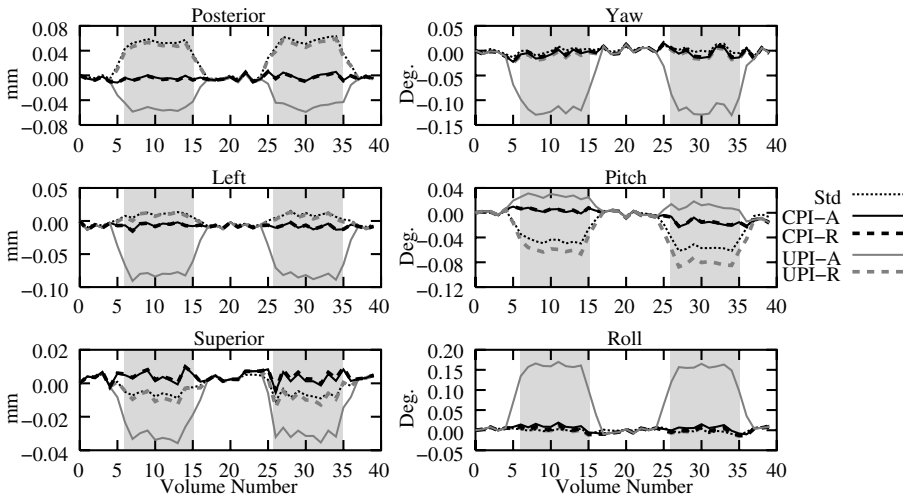 Posterior
0.08
0.04
0.00
−0.04
−0.08
mm
0 5 10 15 20 25 30 35 40
Yaw
0.05
0.00
−0.05
−0.10
−0.15
Deg.
0 5 10 15 20 25 30 35 40
Left
0.05
0.00
−0.05
−0.10
mm
0 5 10 15 20 25 30 35 40
Pitch
0.04
0.00
−0.04
−0.08
−0.12
Deg.
0 5 10 15 20 25 30 35 40
Std
CPI−A
CPI−R
UPI−A
UPI−R
Superior
0.02
0.00
−0.02
−0.04
mm
0 5 10 15 20 25 30 35 40
Volume Number
Roll
0.20
0.15
0.10
0.05
0.00
−0.05
Deg.
0 5 10 15 20 25 30 35 40
Volume Number